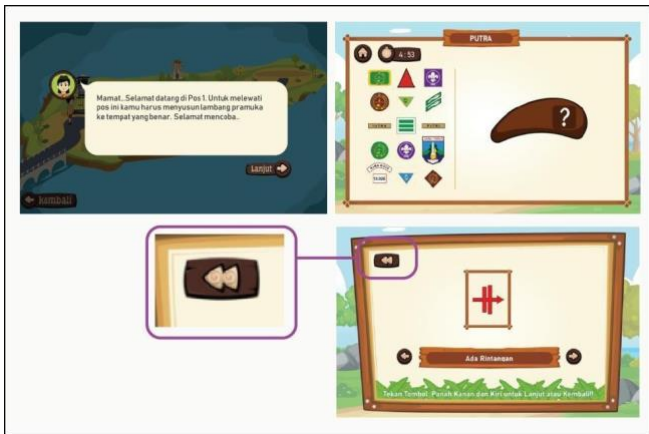 Mamat.. Selamat datang di Pos 1. Untuk melewati
pos ini kamu harus menyusun lambang pramuka
ke tempat yang benar. Selamat mencoba..
Lanjut
Kembali
PUTRA
4:53
?
Ada Rintangan
Tekan Tombol Panah Kanan dan Kiri untuk Lanjut atau Kembali!!